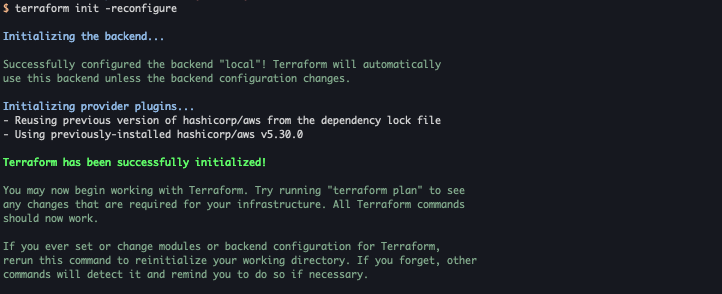 $ terraform init -reconfigure
Initializing the backend...
Successfully configured the backend "local"! Terraform will automatically
use this backend unless the backend configuration changes.
Initializing provider plugins...
- Reusing previous version of hashicorp/aws from the dependency lock file
- Using previously-installed hashicorp/aws v5.30.0
Terraform has been successfully initialized!
You may now begin working with Terraform. Try running "terraform plan" to see
any changes that are required for your infrastructure. All Terraform commands
should now work.
If you ever set or change modules or backend configuration for Terraform,
rerun this command to reinitialize your working directory. If you forget, other
commands will detect it and remind you to do so if necessary.